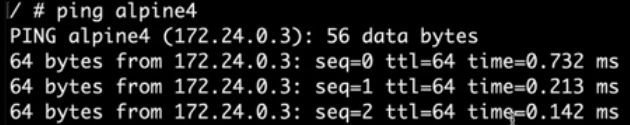 / # ping alpine4
PING alpine4 (172.24.0.3): 56 data bytes
64 bytes from 172.24.0.3: seq=0 ttl=64 time=0.732 ms
64 bytes from 172.24.0.3: seq=1 ttl=64 time=0.213 ms
64 bytes from 172.24.0.3: seq=2 ttl=64 time=0.142 ms